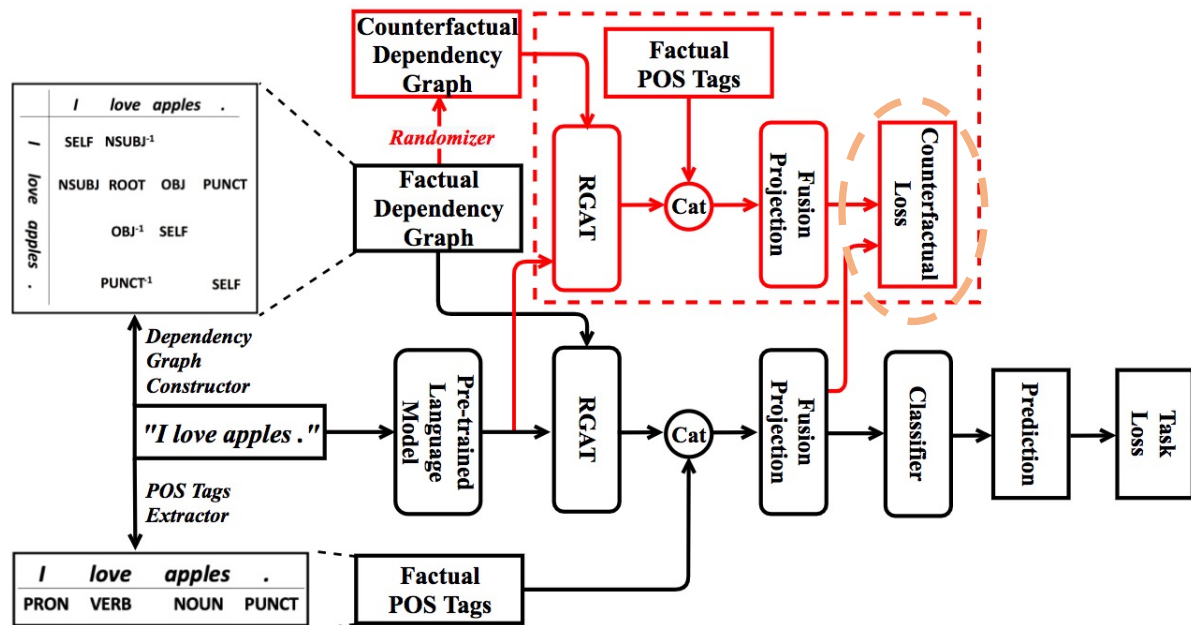 Counterfactual
Dependency
Graph
Factual
POS Tags
I love apples .
I love apples .
SELF NSUBJ-1
NSUBJ ROOT OBJ PUNCT
OBJ-1 SELF
PUNCT-1 SELF
Randomizer
Factual
Dependency
Graph
RGAT
Cat
Fusion
Projection
Counterfactual
Loss
Dependency
Graph
Constructor
"I love apples ."
Pre-trained
Language
Model
RGAT
Cat
Fusion
Projection
Classifier
Prediction
Task
Loss
POS Tags
Extractor
I love apples .
PRON VERB NOUN PUNCT
Factual
POS Tags